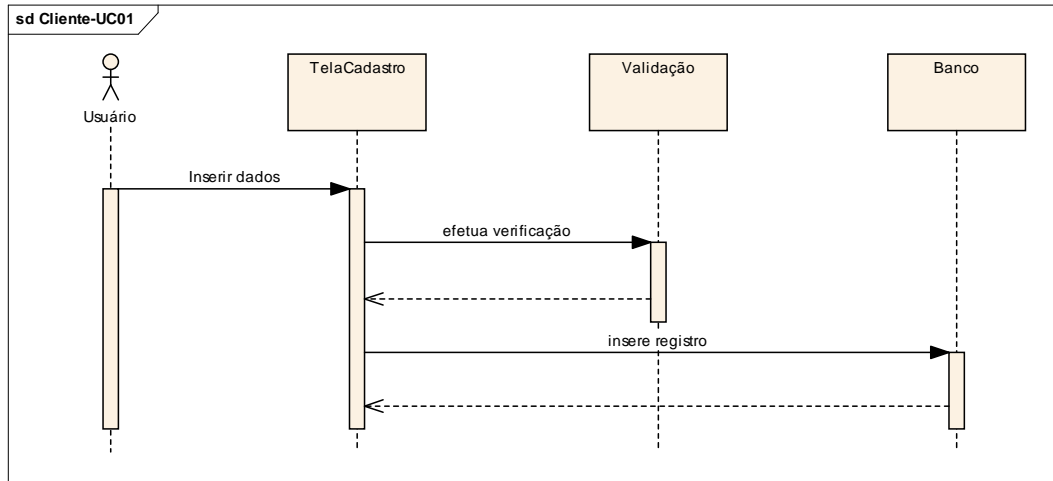 sd Cliente-UC01
Usuário
TelaCadastro
Validação
Banco
Inserir dados
efetua verificação
insere registro